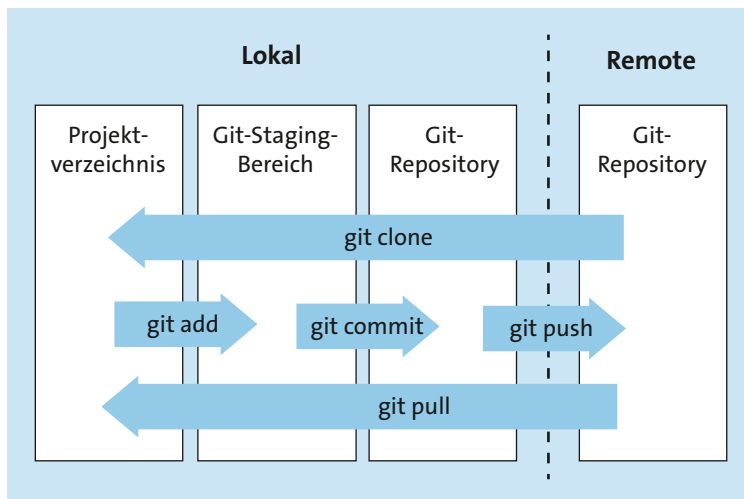 Lokal
Remote
Projekt-
verzeichnis
Git-Staging-
Bereich
Git-
Repository
Git-
Repository
git clone
git add
git commit
git push
git pull